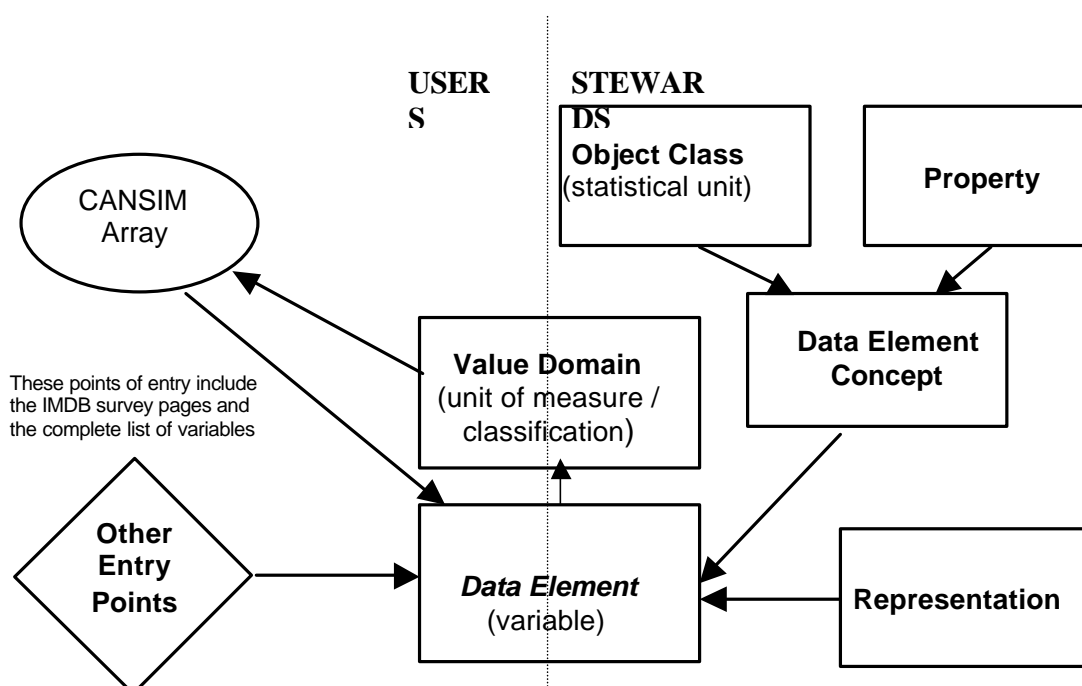 USER
S
STEWAR
DS
Object Class
(statistical unit)
Property
CANSIM
Array
Value Domain
(unit of measure /
classification)
Data Element
Concept
These points of entry include
the IMDB survey pages and
the complete list of variables
Other
Entry
Points
Data Element
(variable)
Representation